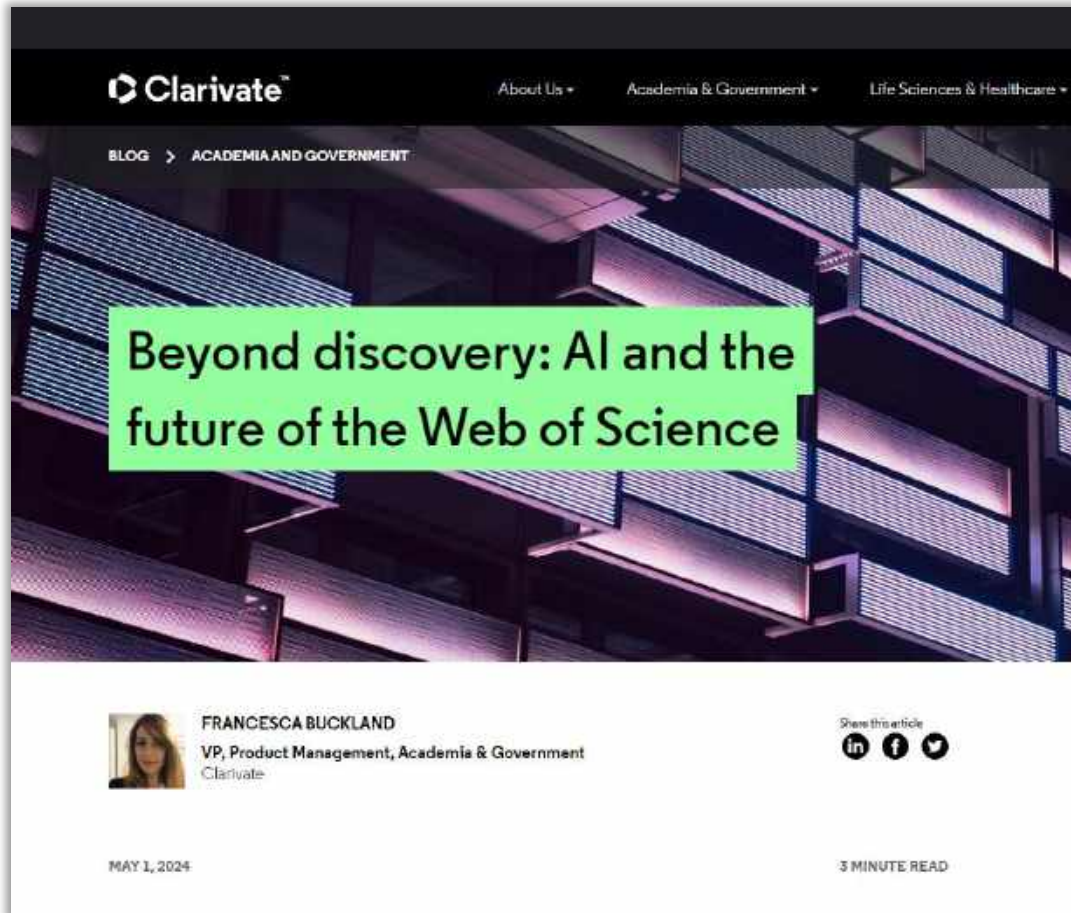 Clarivate™
About Us
Academia & Government
Life Sciences & Healthcare
BLOG > ACADEMIA AND GOVERNMENT
Beyond discovery: AI and the
future of the Web of Science
FRANCESCA BUCKLAND
VP, Product Management, Academia & Government
Clarivate
Share this article
MAY 1, 2024
3 MINUTE READ